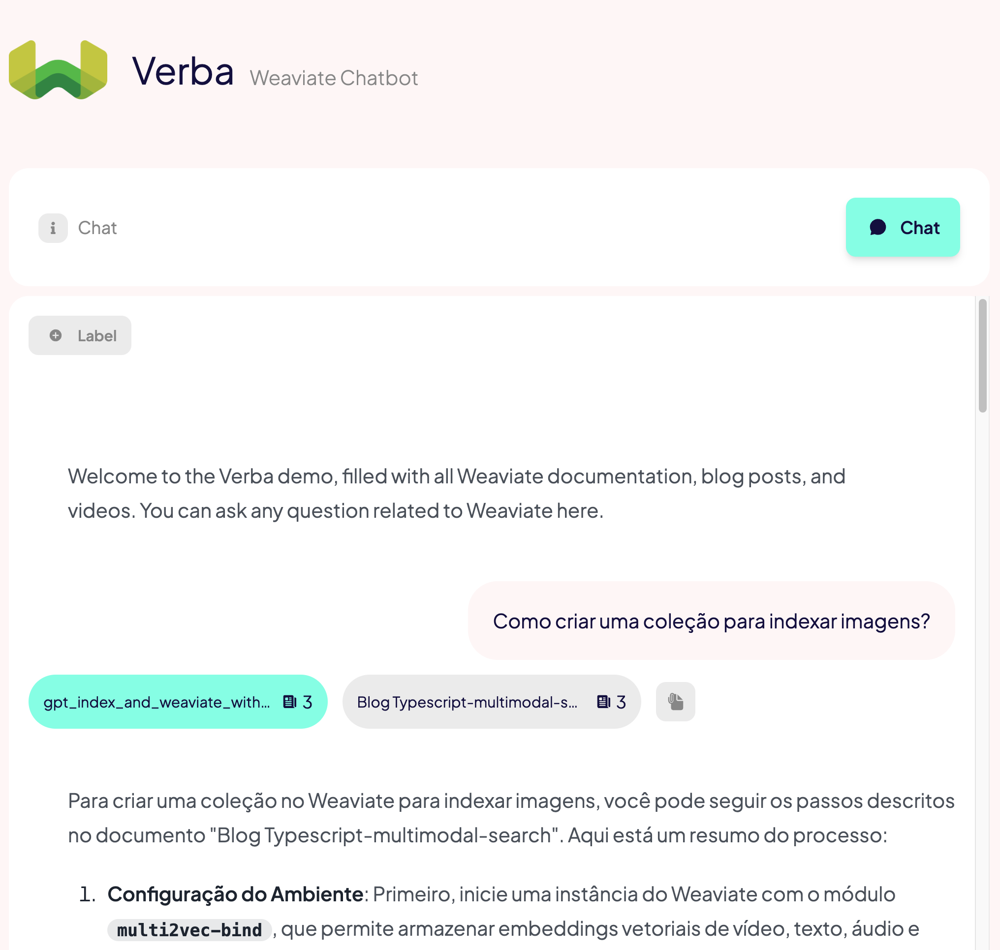 Verba Weaviate Chatbot
Chat
Chat
Label
Welcome to the Verba demo, filled with all Weaviate documentation, blog posts, and
videos. You can ask any question related to Weaviate here.
Como criar uma coleção para indexar imagens?
gpt_index_and_weaviate_with... 3
Blog Typescript-multimodal-s... 3
Para criar uma coleção no Weaviate para indexar imagens, você pode seguir os passos descritos
no documento "Blog Typescript-multimodal-search". Aqui está um resumo do processo:
1. Configuração do Ambiente: Primeiro, inicie uma instância do Weaviate com o módulo
multi2vec-bind, que permite armazenar embeddings vetoriais de vídeo, texto, áudio e